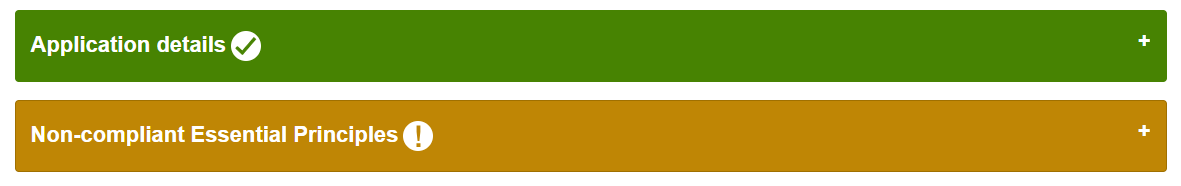 Application details
+
Non-compliant Essential Principles
+